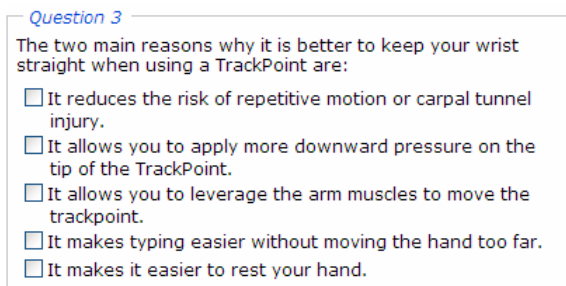 Question 3
The two main reasons why it is better to keep your wrist
straight when using a TrackPoint are:
It reduces the risk of repetitive motion or carpal tunnel
injury.
It allows you to apply more downward pressure on the
tip of the TrackPoint.
It allows you to leverage the arm muscles to move the
trackpoint.
It makes typing easier without moving the hand too far.
It makes it easier to rest your hand.